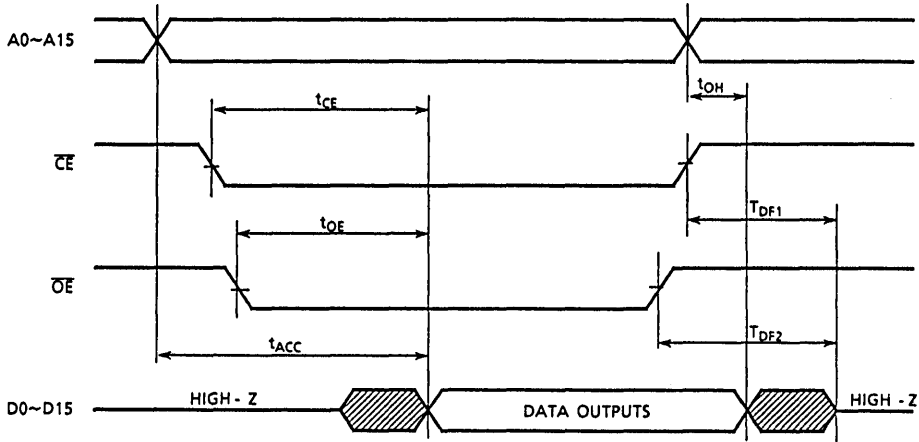 A0~A15
tCE
tOH
CE
tOE
TDF1
OE
tACC
TDF2
D0~D15
HIGH - Z
DATA OUTPUTS
HIGH - Z